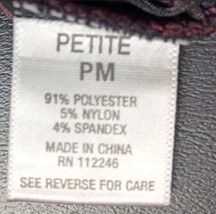 PETITE
PM
91% POLYESTER
5% NYLON
4% SPANDEX
MADE IN CHINA
RN 112246
SEE REVERSE FOR CARE